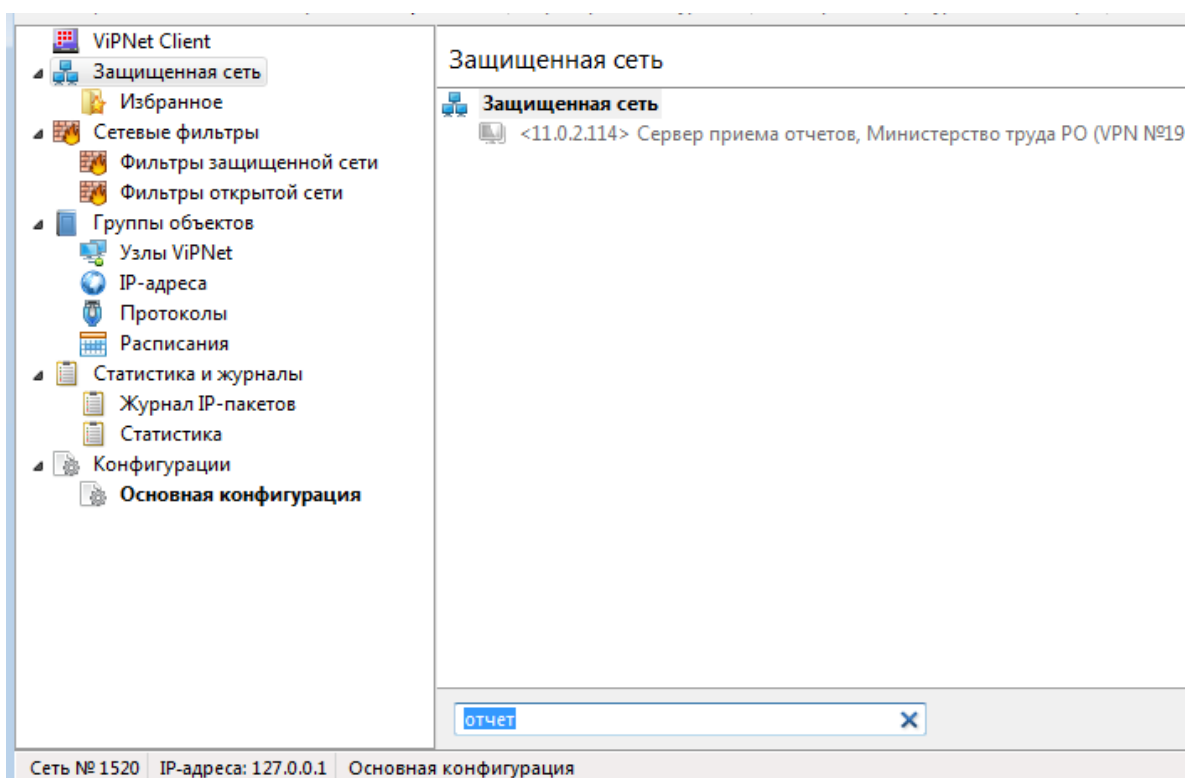 ViPNet Client
Защищенная сеть
Избранное
Сетевые фильтры
Фильтры защищенной сети
Фильтры открытой сети
Группы объектов
Узлы ViPNet
IP-адреса
Протоколы
Расписания
Статистика и журналы
Журнал IP-пакетов
Статистика
Конфигурации
Основная конфигурация
Защищенная сеть
Защищенная сеть
<11.0.2.114> Сервер приема отчетов, Министерство труда РО (VPN №19
отчет
Сеть № 1520 IP-адреса: 127.0.0.1 Основная конфигурация